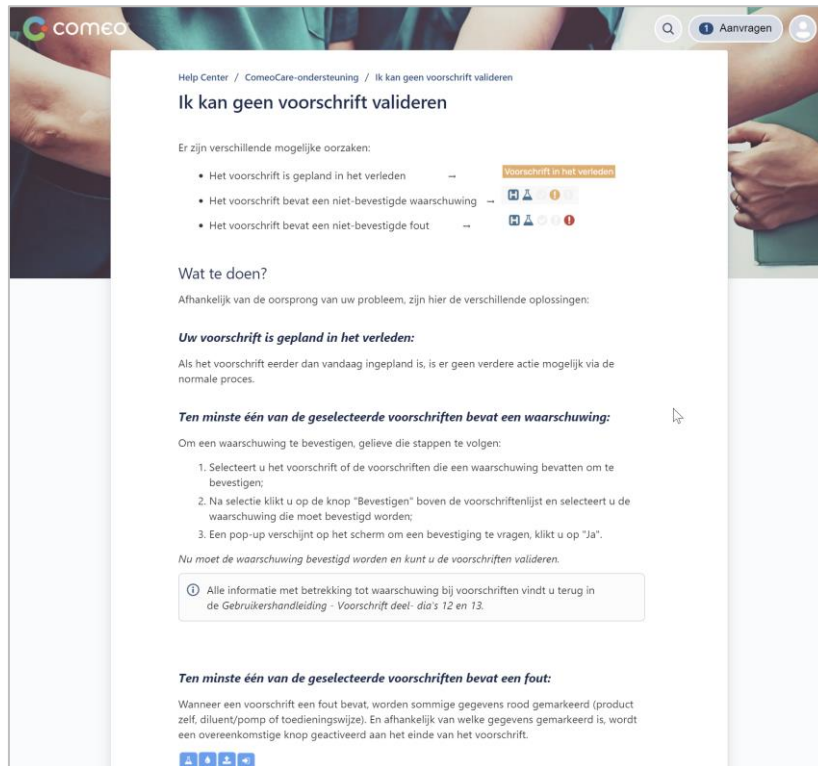 comeo
1 Aanvragen
Help Center / ComeoCare-ondersteuning / Ik kan geen voorschrift valideren
Ik kan geen voorschrift valideren
Er zijn verschillende mogelijke oorzaken:
• Het voorschrift is gepland in het verleden → Voorschrift in het verleden
• Het voorschrift bevat een niet-bevestigde waarschuwing →
• Het voorschrift bevat een niet-bevestigde fout →
Wat te doen?
Afhankelijk van de oorsprong van uw probleem, zijn hier de verschillende oplossingen:
Uw voorschrift is gepland in het verleden:
Als het voorschrift eerder dan vandaag ingepland is, is er geen verdere actie mogelijk via de
normale proces.
Ten minste één van de geselecteerde voorschriften bevat een waarschuwing:
Om een waarschuwing te bevestigen, gelieve die stappen te volgen:
1. Selecteert u het voorschrift of de voorschriften die een waarschuwing bevatten om te
bevestigen;
2. Na selectie klikt u op de knop "Bevestigen" boven de voorschriftenlijst en selecteert u de
waarschuwing die moet bevestigd worden;
3. Een pop-up verschijnt op het scherm om een bevestiging te vragen, klikt u op "Ja".
Nu moet de waarschuwing bevestigd worden en kunt u de voorschriften valideren.
Alle informatie met betrekking tot waarschuwing bij voorschriften vindt u terug in
de Gebruikershandleiding - Voorschrift deel- dia's 12 en 13.
Ten minste één van de geselecteerde voorschriften bevat een fout:
Wanneer een voorschrift een fout bevat, worden sommige gegevens rood gemarkeerd (product
zelf, diluent/pomp of toedieningswijze). En afhankelijk van welke gegevens gemarkeerd is, wordt
een overeenkomstige knop geactiveerd aan het einde van het voorschrift.